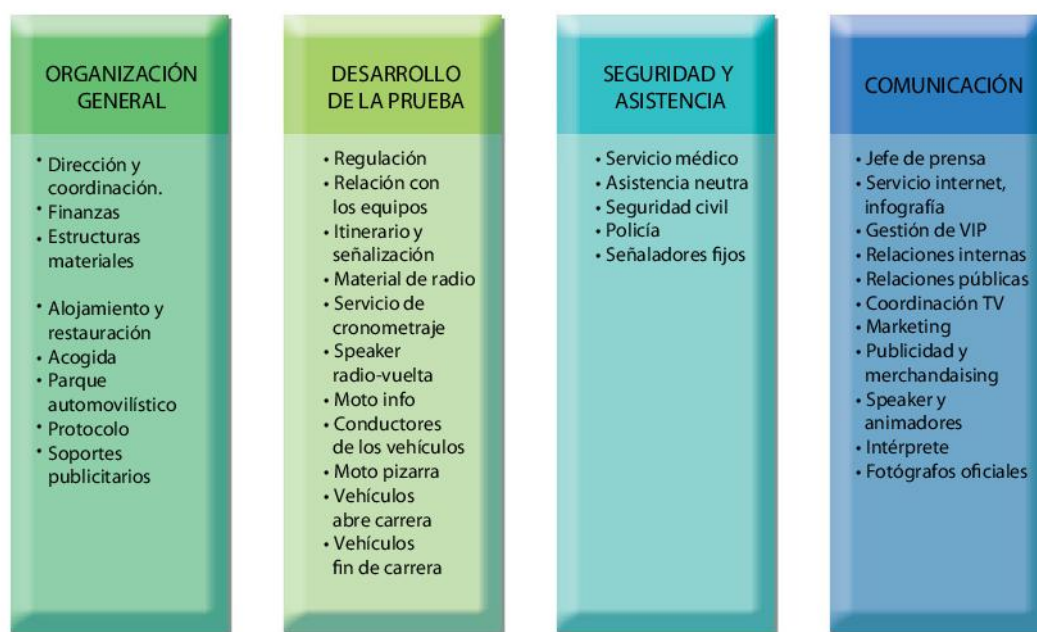 ORGANIZACIÓN
GENERAL
• Dirección y
coordinación.
• Finanzas
• Estructuras
materiales
• Alojamiento y
restauración
• Acogida
• Parque
automovilístico
• Protocolo
• Soportes
publicitarios
DESARROLLO
DE LA PRUEBA
• Regulación
• Relación con
los equipos
• Itinerario y
señalización
• Material de radio
• Servicio de
cronometraje
• Speaker
radio-vuelta
• Moto info
• Conductores
de los vehículos
• Moto pizarra
• Vehículos
abre carrera
• Vehículos
fin de carrera
SEGURIDAD Y
ASISTENCIA
• Servicio médico
• Asistencia neutra
• Seguridad civil
• Policía
• Señaladores fijos
COMUNICACIÓN
• Jefe de prensa
• Servicio internet,
infografía
• Gestión de VIP
• Relaciones internas
• Relaciones públicas
• Coordinación TV
• Marketing
• Publicidad y
merchandaising
• Speaker y
animadores
• Intérprete
• Fotógrafos oficiales